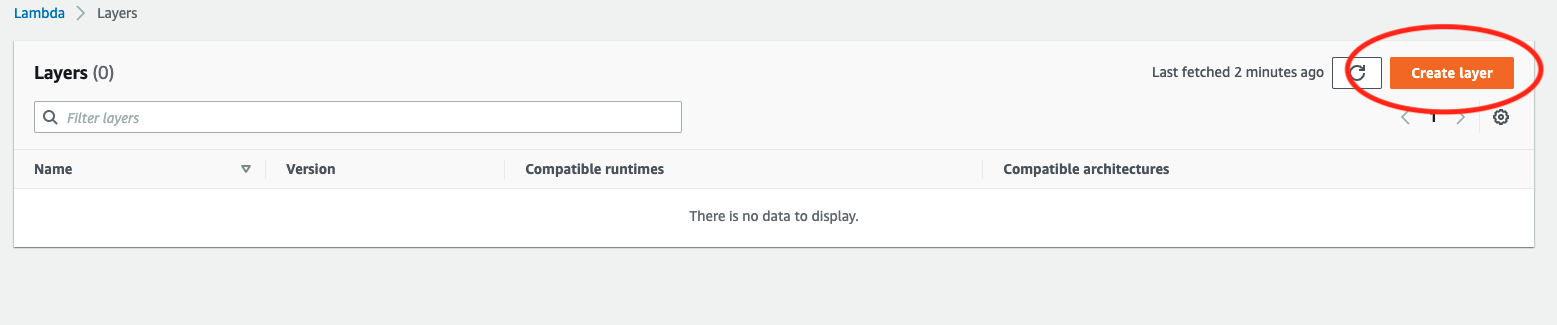 Lambda > Layers
Layers (0)
Last fetched 2 minutes ago
Create layer
Filter layers
< 1 >
Name
Version
Compatible runtimes
Compatible architectures
There is no data to display.